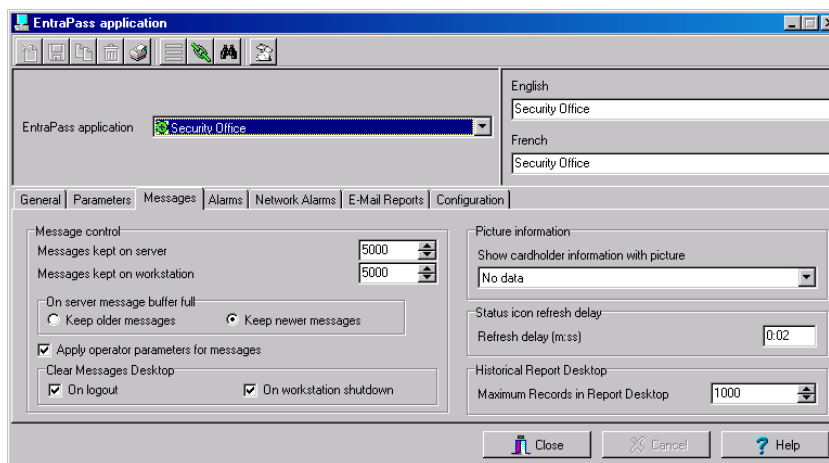 EntraPass application
EntraPass application
Security Office
English
Security Office
French
Security Office
General Parameters Messages Alarms Network Alarms E-Mail Reports Configuration
Message control
Messages kept on server 5000
Messages kept on workstation 5000
On server message buffer full
Keep older messages Keep newer messages
Apply operator parameters for messages
Clear Messages Desktop
On logout On workstation shutdown
Picture information
Show cardholder information with picture
No data
Status icon refresh delay
Refresh delay (m:ss) 0:02
Historical Report Desktop
Maximum Records in Report Desktop 1000
Close Cancel Help